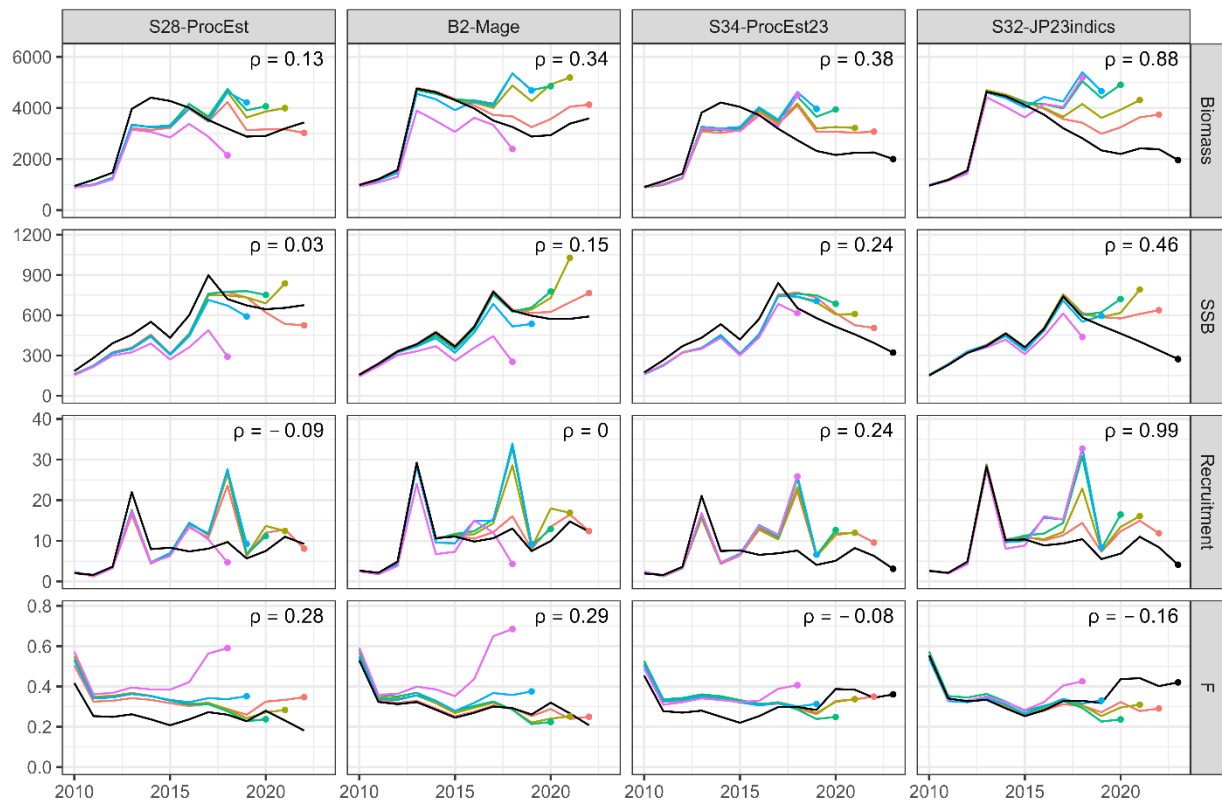 S28-ProcEst B2-Mage S34-ProcEst23 S32-JP23indics
6000 4000 2000 0
ρ = 0.13 ρ = 0.34 ρ = 0.38 ρ = 0.88
Biomass
1200 900 600 300 0
ρ = 0.03 ρ = 0.15 ρ = 0.24 ρ = 0.46
SSB
40 30 20 10 0
ρ = − 0.09 ρ = 0 ρ = 0.24 ρ = 0.99
Recruitment
0.8 0.6 0.4 0.2 0.0
ρ = 0.28 ρ = 0.29 ρ = − 0.08 ρ = − 0.16
F
2010 2015 2020 2010 2015 2020 2010 2015 2020 2010 2015 2020